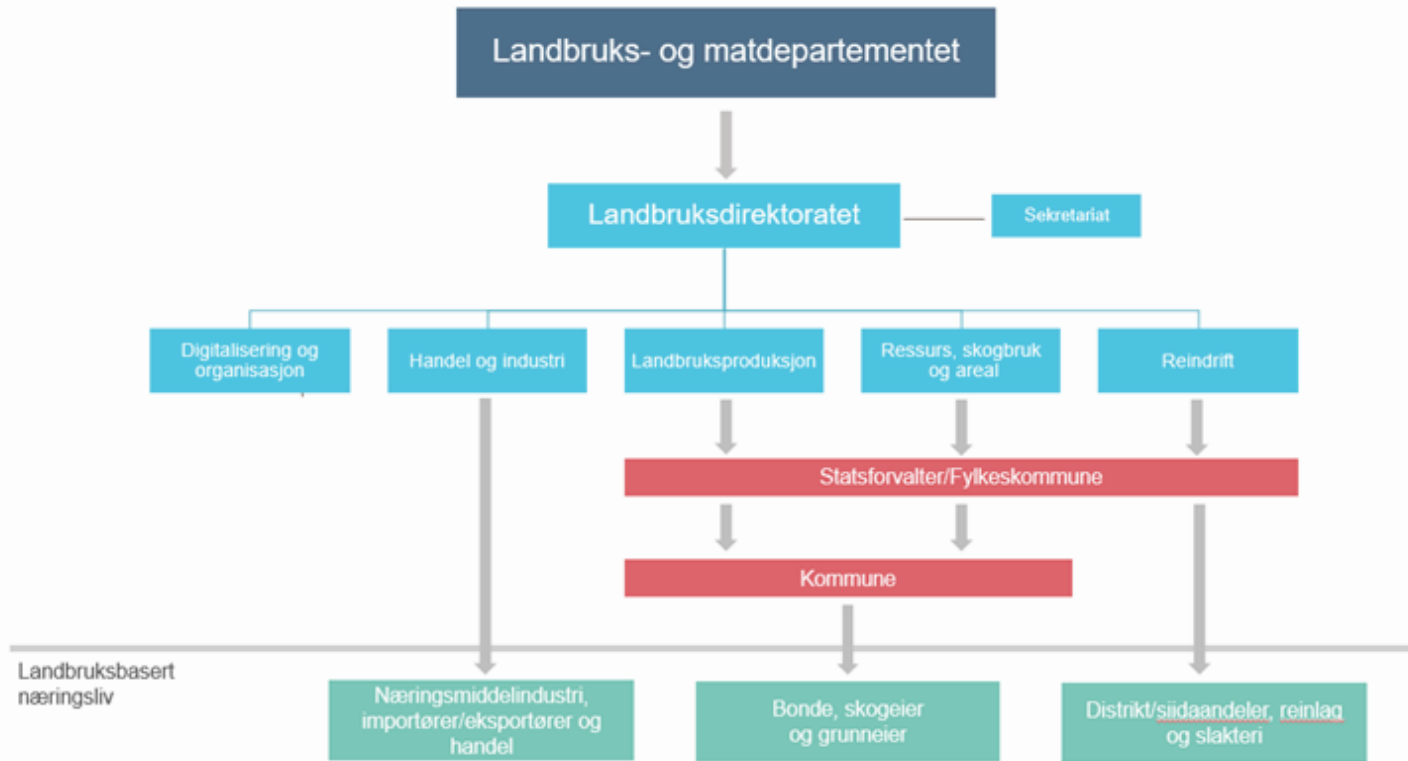 Landbruks- og matdepartementet
Landbruksdirektoratet
Sekretariat
Digitalisering og
organisasjon
Handel og industri
Landbruksproduksjon
Ressurs, skogbruk
og areal
Reindrift
Statsforvalter/Fylkeskommune
Kommune
Landbruksbasert
næringsliv
Næringsmiddelindustri,
importører/eksportører og
handel
Bonde, skogeier
og grunneier
Distrikt/siidaandeler, reinlag
og slakteri